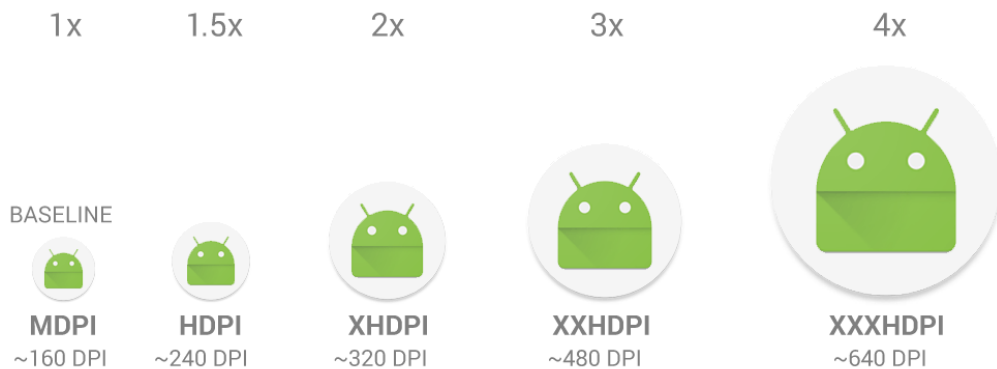 1x 1.5x 2x 3x 4x
BASELINE
MDPI HDPI XHDPI XXHDPI XXXHDPI
~160 DPI ~240 DPI ~320 DPI ~480 DPI ~640 DPI